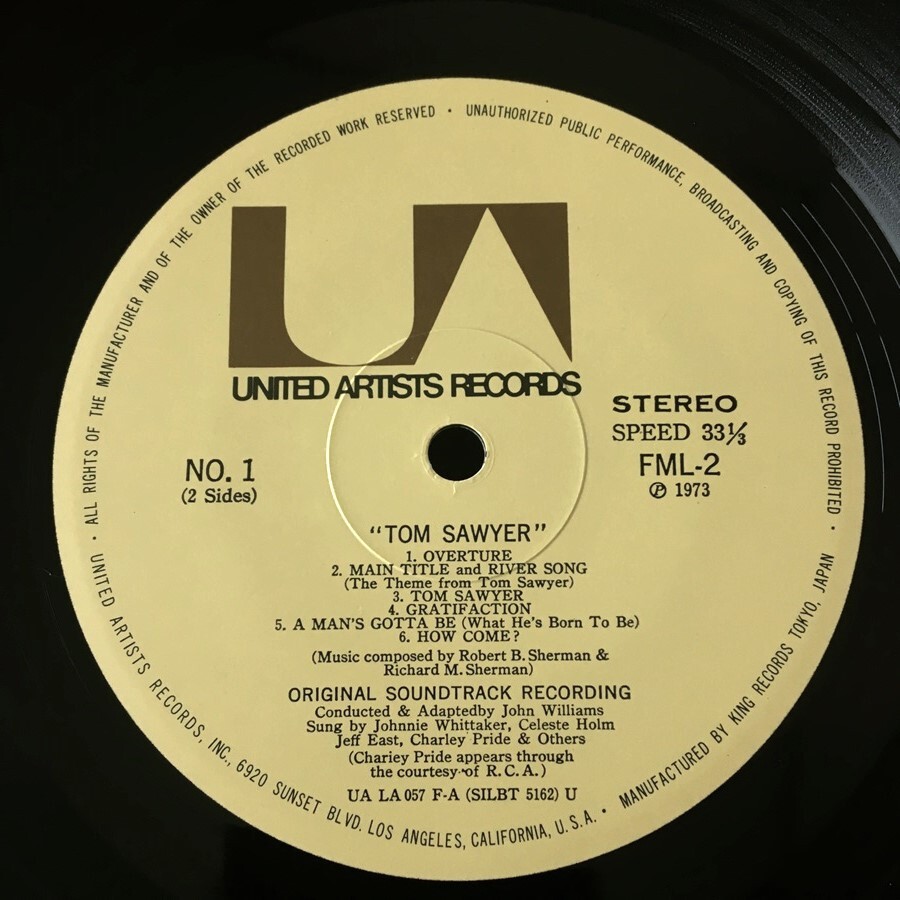 · ALL RIGHTS OF THE MANUFACTURER AND OF THE OWNER OF THE RECORDED WORK RESERVED · UNAUTHORIZED PUBLIC PERFORMANCE, BROADCASTING AND COPYING OF THIS RECORD PROHIBITED ·
UA
UNITED ARTISTS RECORDS
STEREO
SPEED 33⅓
FML-2
℗ 1973
NO. 1
(2 Sides)
"TOM SAWYER"
1. OVERTURE
2. MAIN TITLE and RIVER SONG
(The Theme from Tom Sawyer)
3. TOM SAWYER
4. GRATIFACTION
5. A MAN'S GOTTA BE (What He's Born To Be)
6. HOW COME?
(Music composed by Robert B. Sherman &
Richard M. Sherman)
ORIGINAL SOUNDTRACK RECORDING
Conducted & Adaptedby John Williams
Sung by Johnnie Whittaker, Celeste Holm
Jeff East, Charley Pride & Others
(Chariey Pride appears through
the courtesy of R.C.A.)
UA LA 057 F-A (SILBT 5162) U
UNITED ARTISTS RECORDS, INC., 6920 SUNSET BLVD. LOS ANGELES, CALIFORNIA, U.S.A. · MANUFACTURED BY KING RECORDS TOKYO, JAPAN